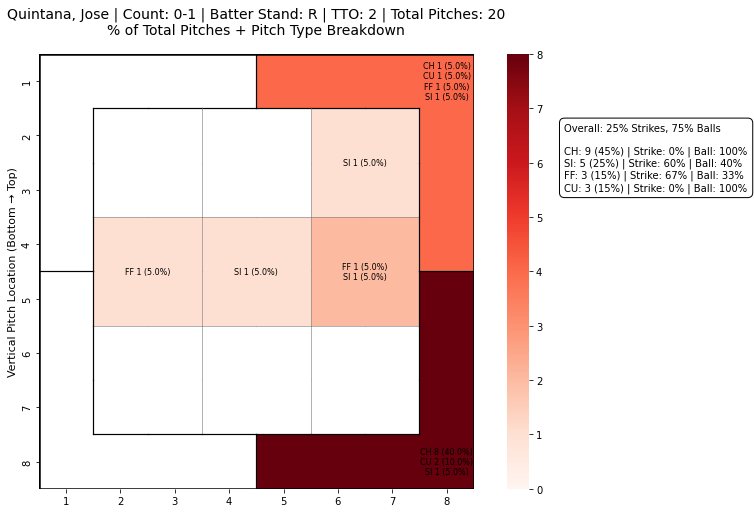 Quintana, Jose | Count: 0-1 | Batter Stand: R | TTO: 2 | Total Pitches: 20
% of Total Pitches + Pitch Type Breakdown
Vertical Pitch Location (Bottom → Top)
1
2
3
4
5
6
7
8
CH 1 (5.0%)
CU 1 (5.0%)
FF 1 (5.0%)
SI 1 (5.0%)
SI 1 (5.0%)
FF 1 (5.0%)
SI 1 (5.0%)
FF 1 (5.0%)
SI 1 (5.0%)
CH 8 (40.0%)
CU 2 (10.0%)
SI 1 (5.0%)
1 2 3 4 5 6 7 8
8
7
6
5
4
3
2
1
0
Overall: 25% Strikes, 75% Balls
CH: 9 (45%) | Strike: 0% | Ball: 100%
SI: 5 (25%) | Strike: 60% | Ball: 40%
FF: 3 (15%) | Strike: 67% | Ball: 33%
CU: 3 (15%) | Strike: 0% | Ball: 100%